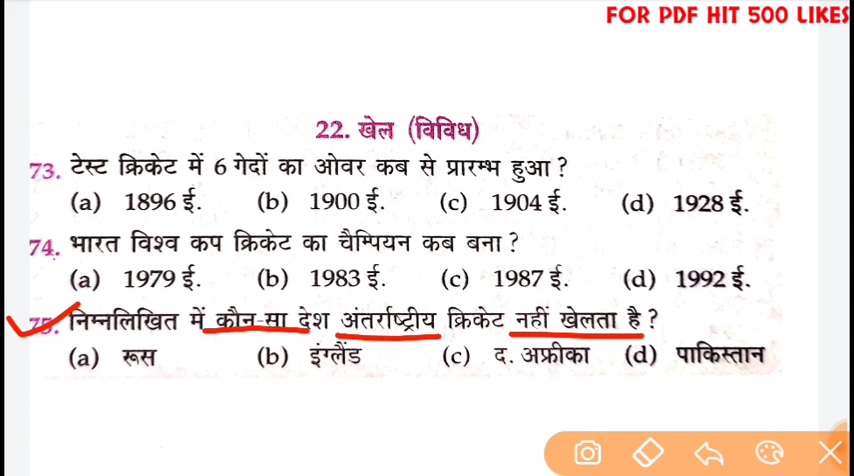 FOR PDF HIT 500 LIKES
22. खेल (विविध)
73. टेस्ट क्रिकेट में 6 गेदों का ओवर कब से प्रारम्भ हुआ ?
(a) 1896 ई. (b) 1900 ई. (c) 1904 ई. (d) 1928 ई.
74. भारत विश्व कप क्रिकेट का चैम्पियन कब बना ?
(a) 1979 ई. (b) 1983 ई. (c) 1987 ई. (d) 1992 ई.
75. निम्नलिखित में कौन-सा देश अंतर्राष्ट्रीय क्रिकेट नहीं खेलता है ?
(a) रूस (b) इंग्लैंड (c) द. अफ्रीका (d) पाकिस्तान